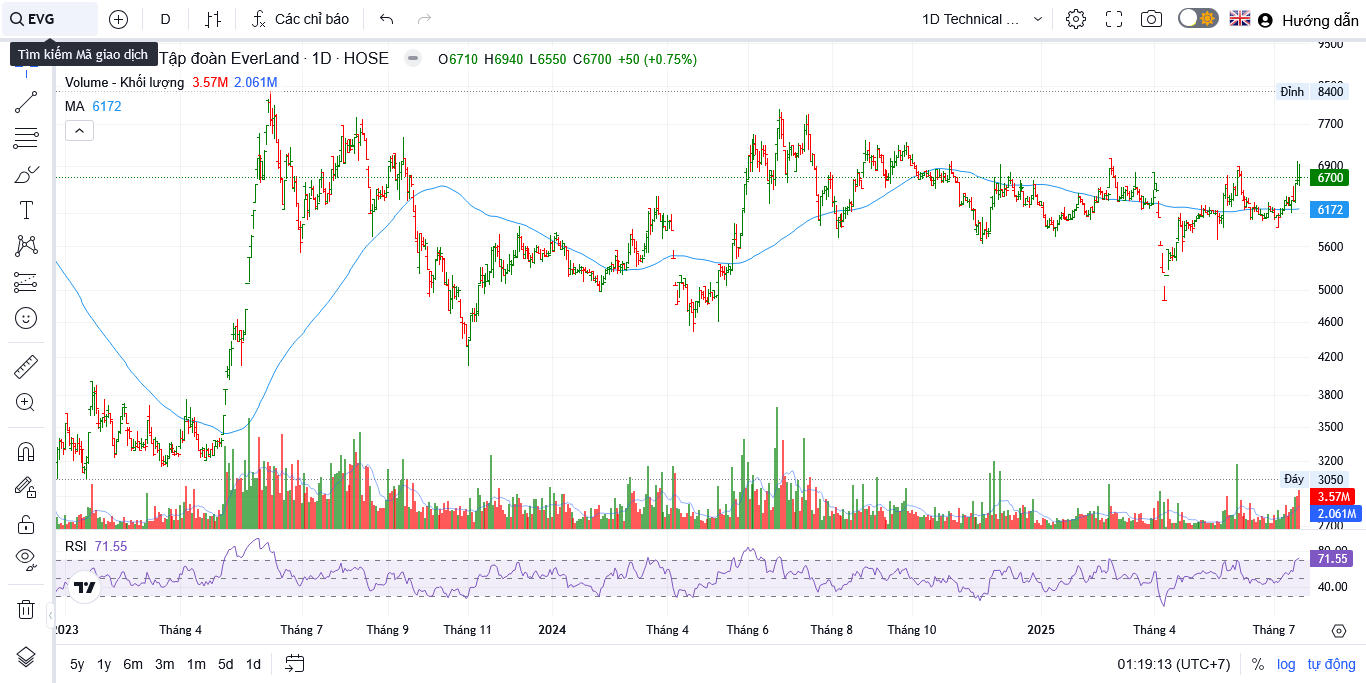 EVG
D
Các chỉ báo
1D Technical ...
Hướng dẫn
Tìm kiếm Mã giao dịch
Tập đoàn EverLand · 1D · HOSE
O6710 H6940 L6550 C6700 +50 (+0.75%)
Volume - Khối lượng 3.57M 2.061M
MA 6172
9500
Đỉnh 8400
7700
6900
6700
6172
5600
5000
4600
4200
3800
3500
3200
Đáy 3050
3.57M
2.061M
2700
RSI 71.55
80.00
71.55
40.00
2023 Tháng 4 Tháng 7 Tháng 9 Tháng 11 2024 Tháng 4 Tháng 6 Tháng 8 Tháng 10 2025 Tháng 4 Tháng 7
5y 1y 6m 3m 1m 5d 1d
01:19:13 (UTC+7) % log tự động